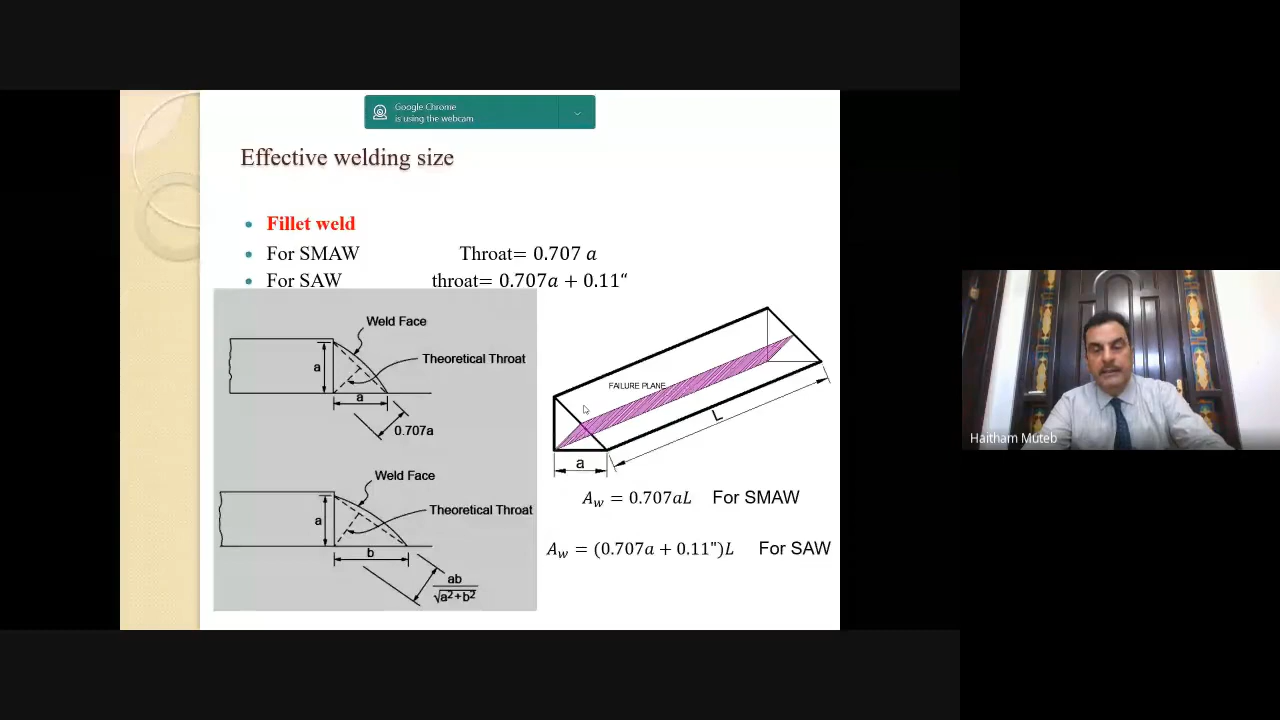 Google Chrome
is using the webcam
Effective welding size
• Fillet weld
• For SMAW Throat= 0.707 a
• For SAW throat= 0.707a + 0.11“
Weld Face
Theoretical Throat
a
a
0.707a
Weld Face
Theoretical Throat
a
b
ab
√a²+b²
FAILURE PLANE
L
a
A_w = 0.707aL For SMAW
A_w = (0.707a + 0.11")L For SAW
Haitham Muteb